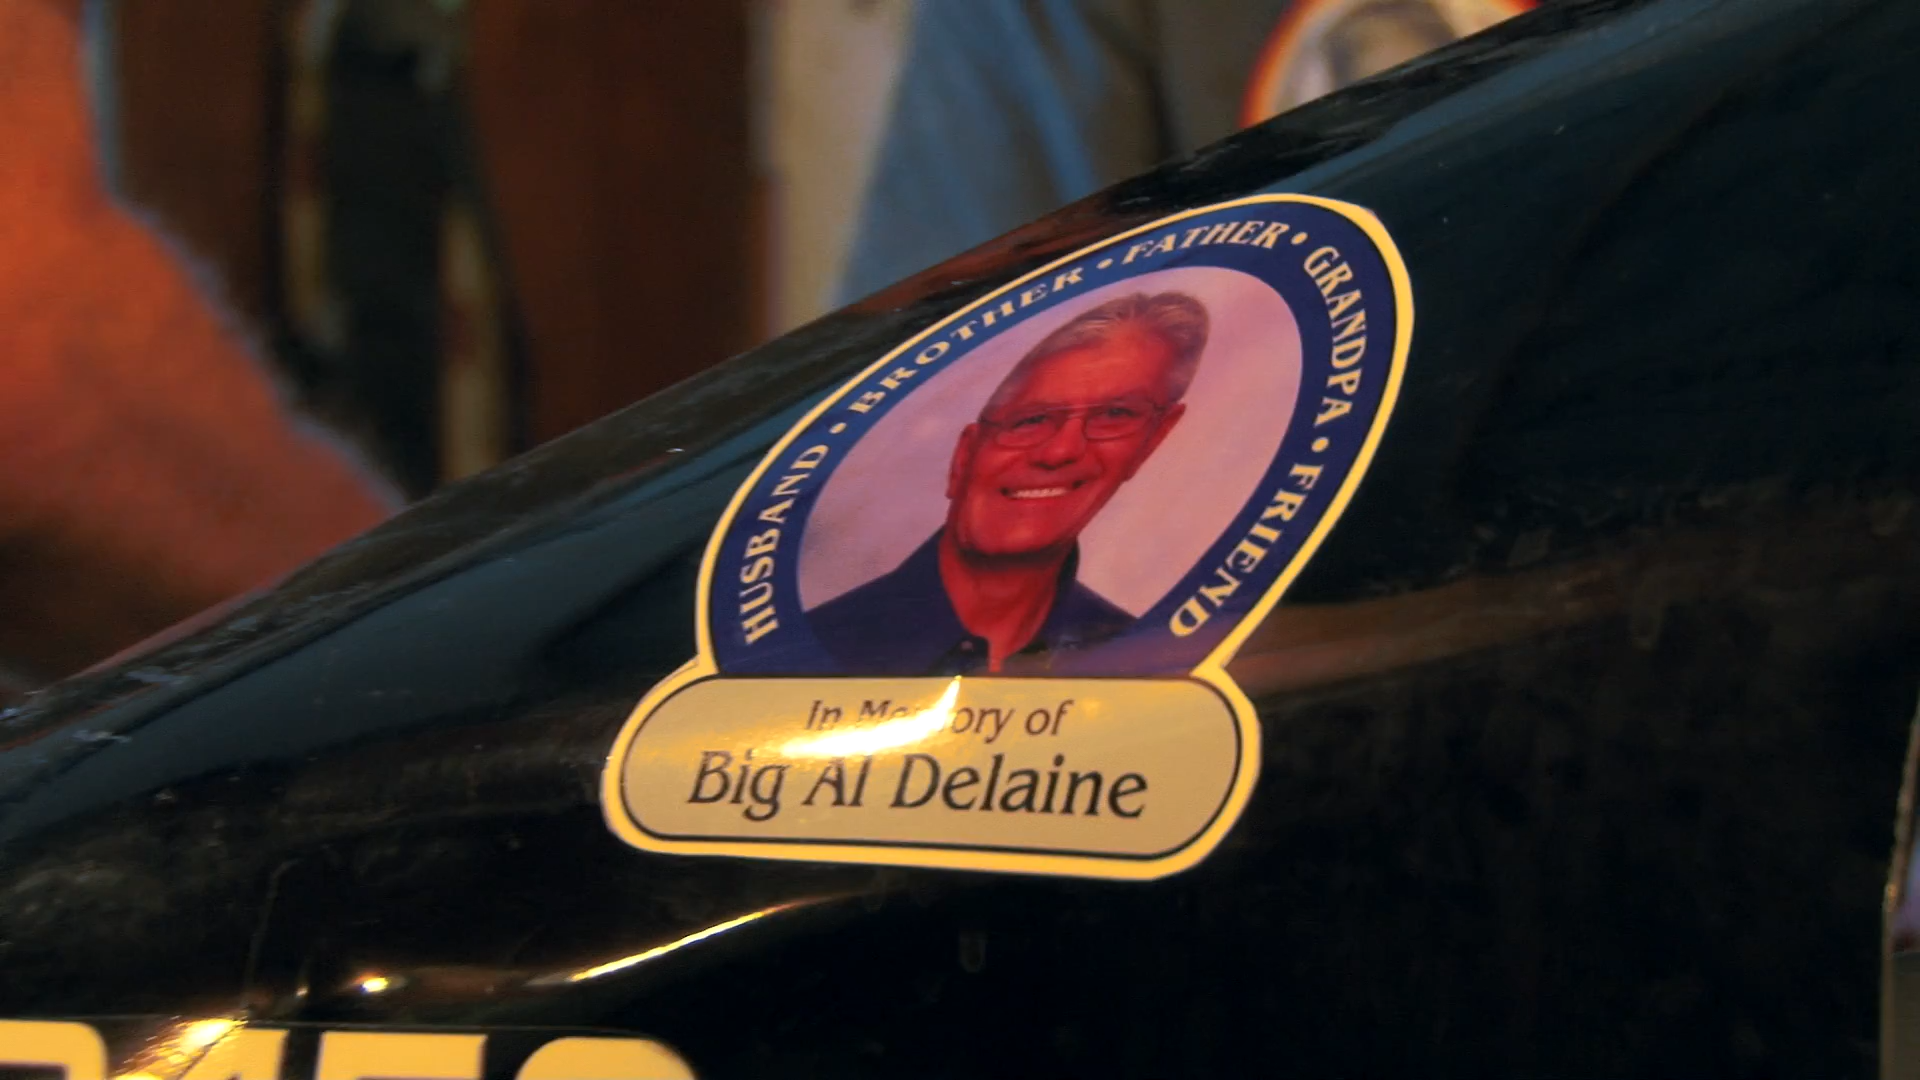 HUSBAND • BROTHER • FATHER • GRANDPA • FRIEND
In Memory of
Big Al Delaine